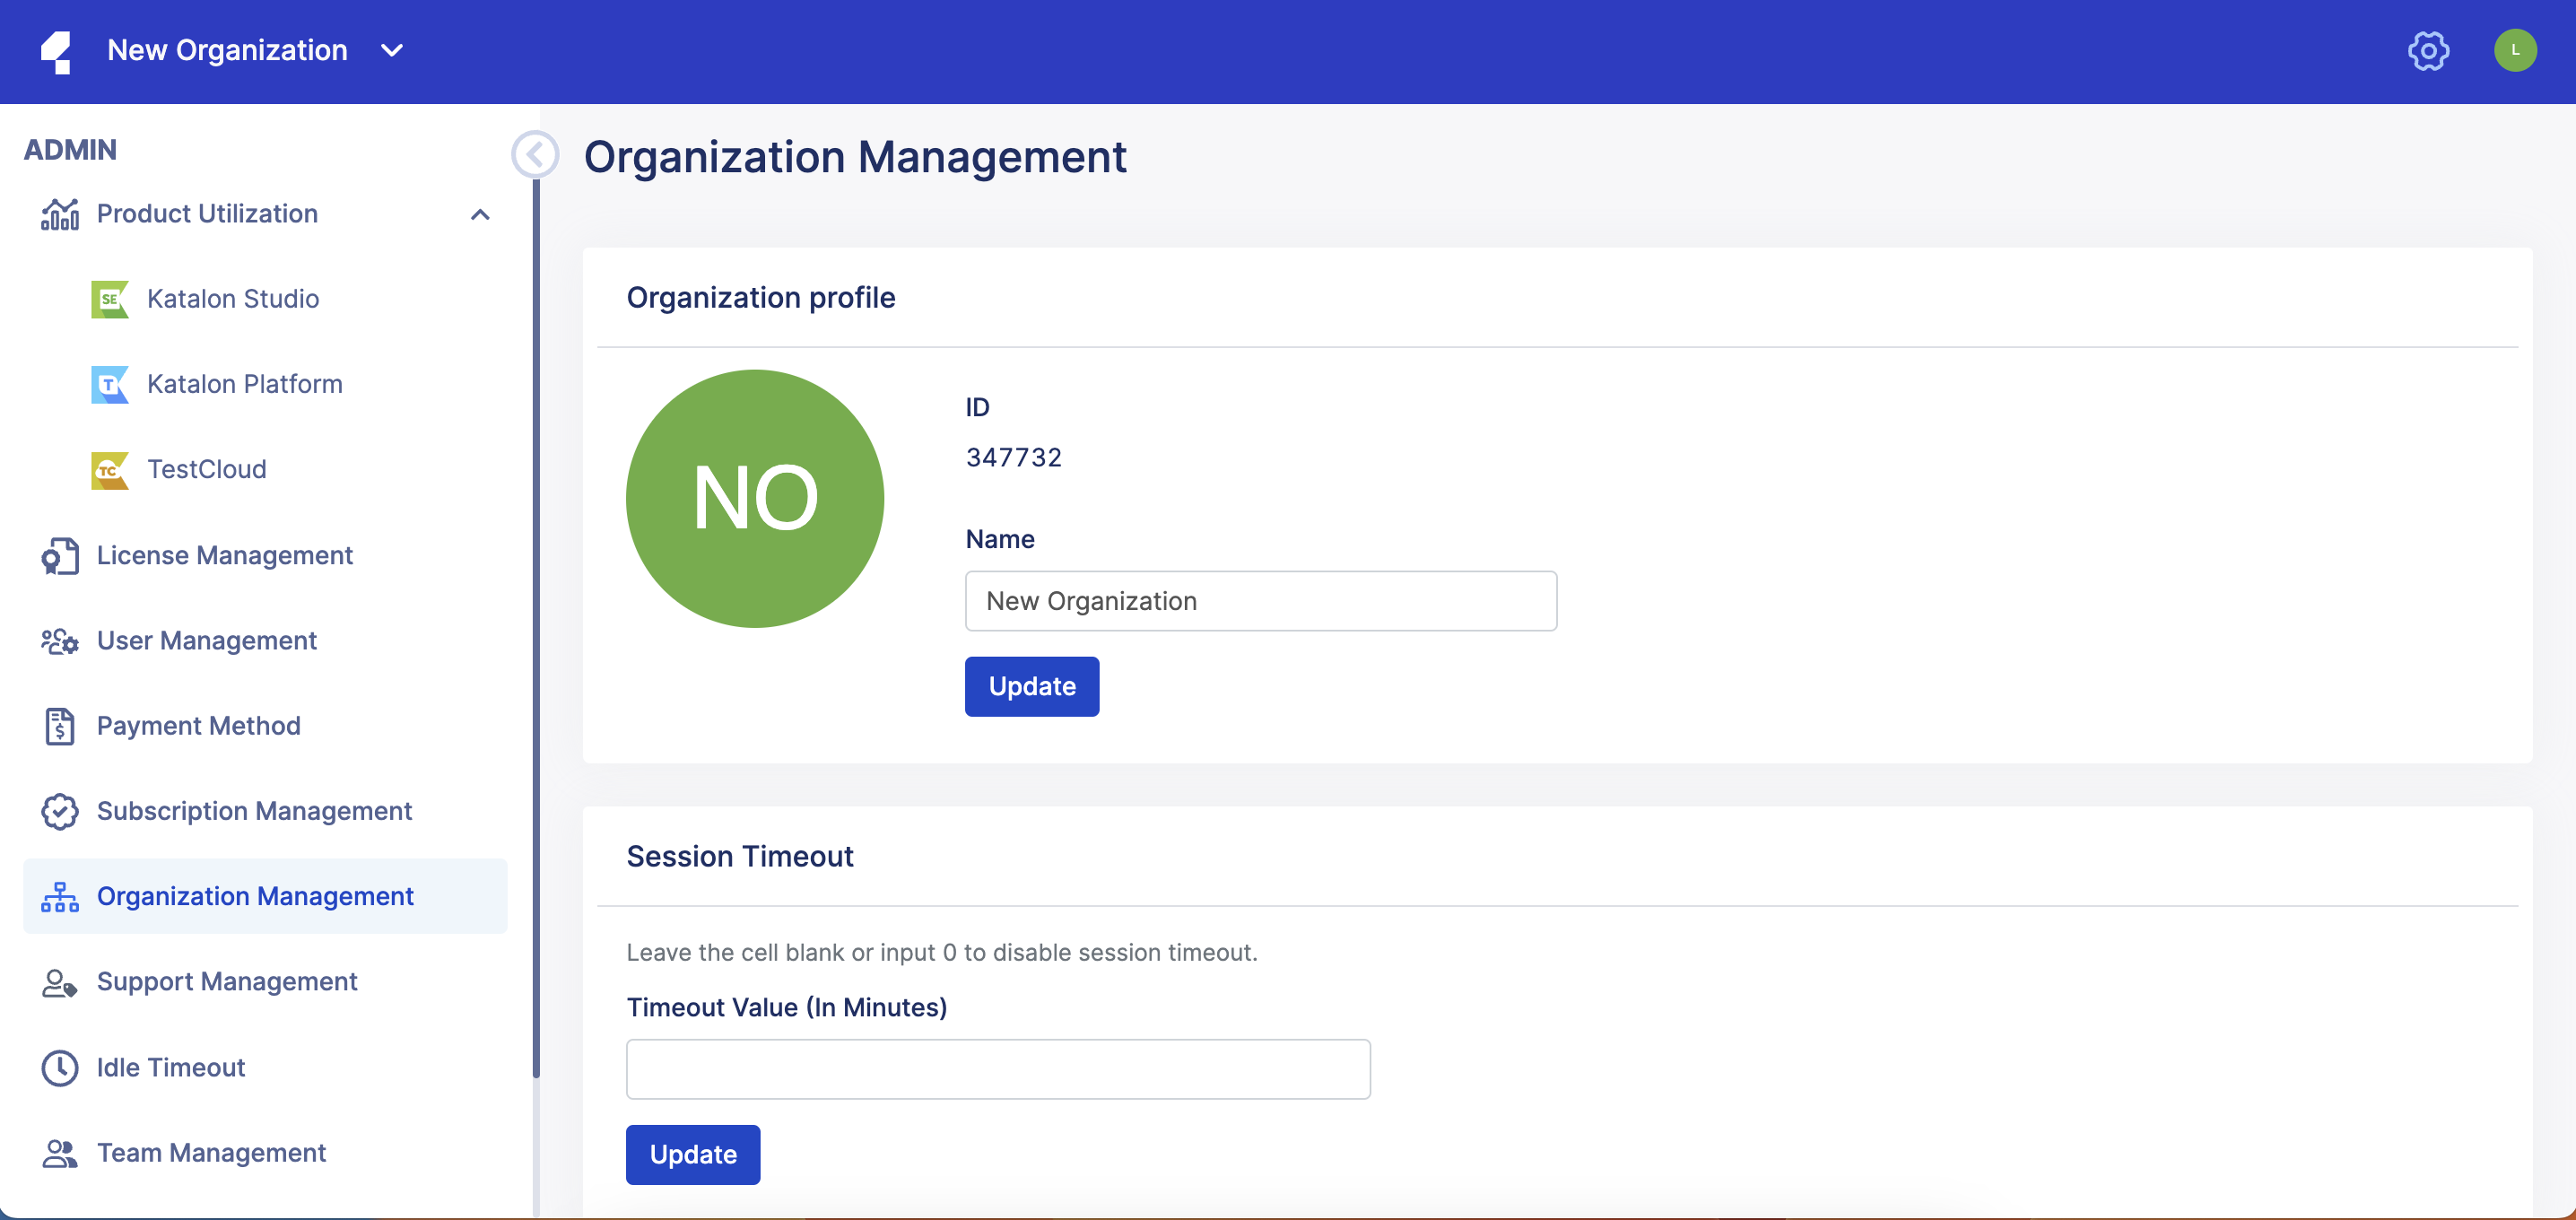 New Organization
L
ADMIN
Product Utilization
SE
Katalon Studio
T
Katalon Platform
TC
TestCloud
License Management
User Management
Payment Method
Subscription Management
Organization Management
Support Management
Idle Timeout
Team Management
Organization Management
Organization profile
NO
ID
347732
Name
New Organization
Update
Session Timeout
Leave the cell blank or input 0 to disable session timeout.
Timeout Value (In Minutes)
Update